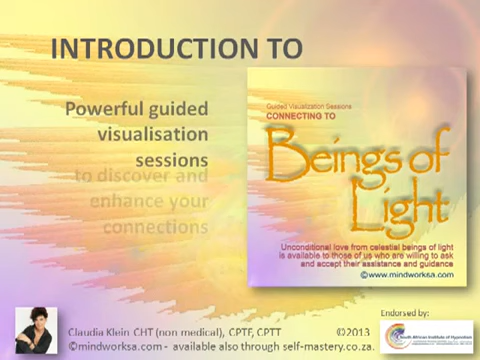 INTRODUCTION TO
Powerful guided
visualisation
sessions
to discover and
enhance your
connections
Guided Visualization Sessions
CONNECTING TO
Beings of
Light
Unconditional love from celestial beings of light
is available to those of us who are willing to ask
and accept their assistance and guidance
©www.mindworksa.com
Endorsed by:
South African Institute of Hypnotism
Claudia Klein CHT (non medical), CPTF, CPTT ©2013
©mindworksa.com - available also through self-mastery.co.za.